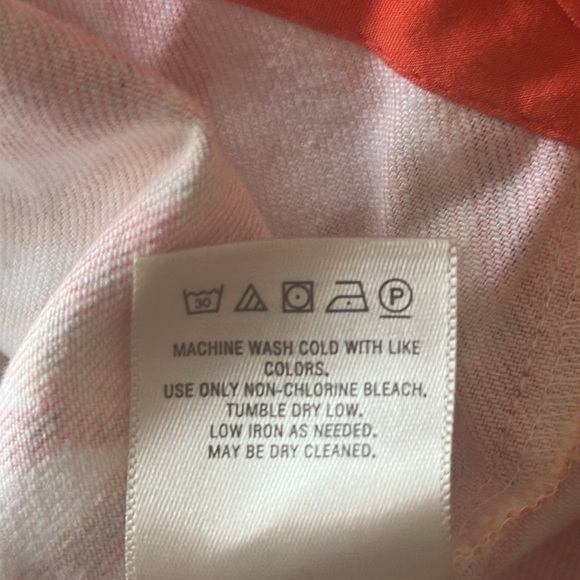 30 P
MACHINE WASH COLD WITH LIKE
COLORS.
USE ONLY NON-CHLORINE BLEACH.
TUMBLE DRY LOW.
LOW IRON AS NEEDED.
MAY BE DRY CLEANED.